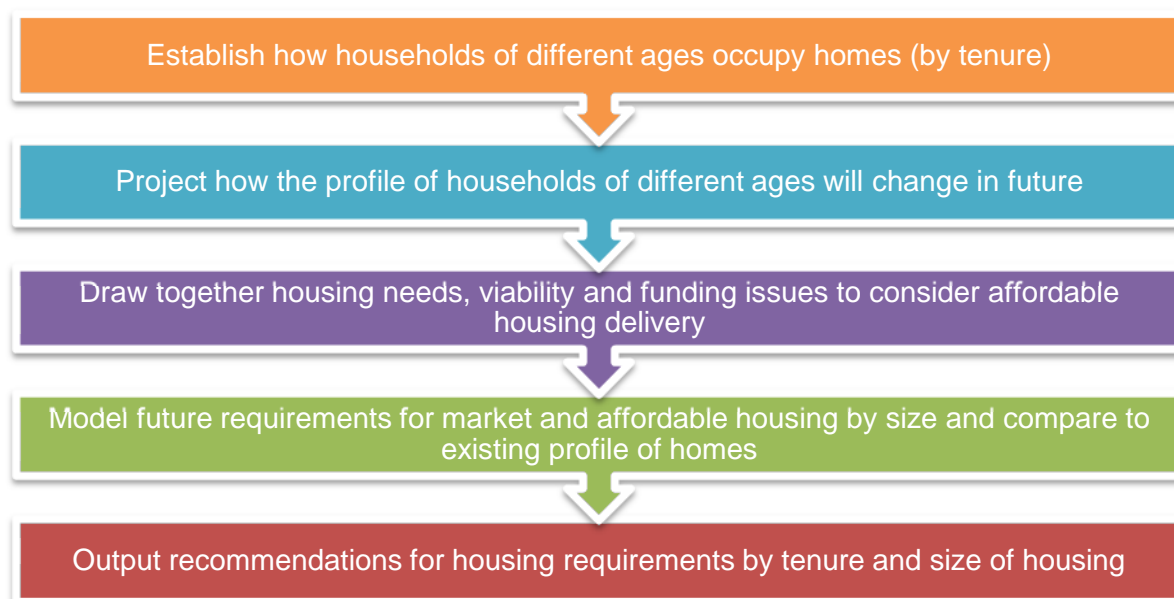 Establish how households of different ages occupy homes (by tenure)
Project how the profile of households of different ages will change in future
Draw together housing needs, viability and funding issues to consider affordable
housing delivery
Model future requirements for market and affordable housing by size and compare to
existing profile of homes
Output recommendations for housing requirements by tenure and size of housing